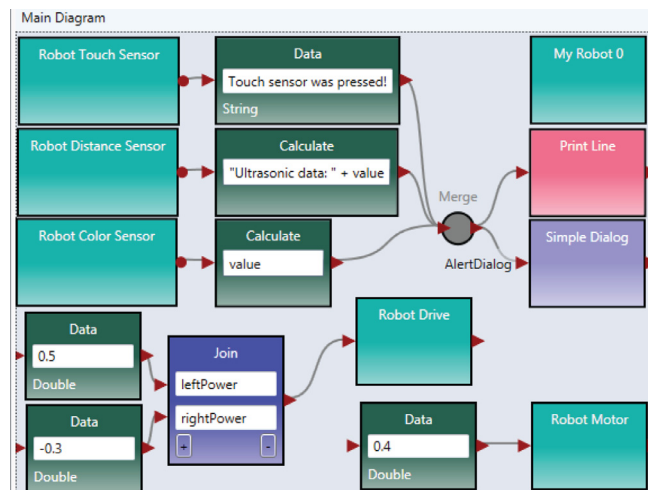 Main Diagram
Robot Touch Sensor
Data
Touch sensor was pressed!
String
My Robot 0
Robot Distance Sensor
Calculate
"Ultrasonic data: " + value
Print Line
Merge
Robot Color Sensor
Calculate
value
AlertDialog
Simple Dialog
Data
0.5
Double
Join
leftPower
rightPower
+ -
Robot Drive
Data
-0.3
Double
Data
0.4
Double
Robot Motor